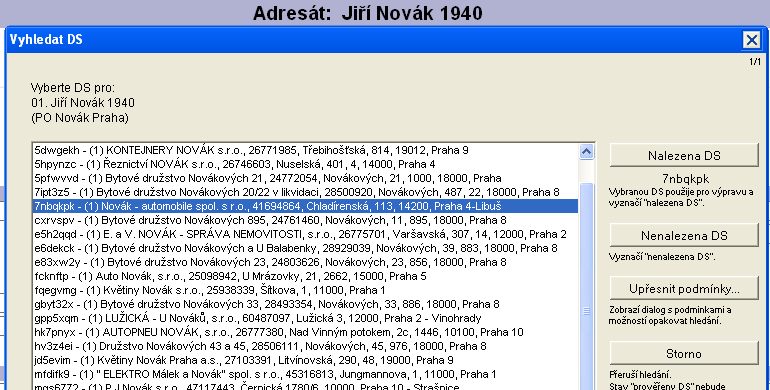 Adresát: Jiří Novák 1940
Vyhledat DS
1/1
Vyberte DS pro:
01. Jiří Novák 1940
(PO Novák Praha)
5dwgekh - (1) KONTEJNERY NOVÁK s.r.o., 26771985, Třebihošťská, 814, 19012, Praha 9
5hpynzc - (1) Řeznictví NOVÁK s.r.o., 26746603, Nuselská, 401, 4, 14000, Praha 4
5pfwvvd - (1) Bytové družstvo Novákových 21, 24772054, Novákových, 21, 1000, 18000, Praha
7ipt3z5 - (1) Bytové družstvo Novákových 20/22 v likvidaci, 28500920, Novákových, 487, 22, 18000, Praha 8
7nbqkpk - (1) Novák - automobile spol. s r.o., 41694864, Chladírenská, 113, 14200, Praha 4-Libuš
cxrvspv - (1) Bytové družstvo Novákových 895, 24761460, Novákových, 11, 895, 18000, Praha 8
e5h2qqd - (1) E. a V. NOVÁK - SPRÁVA NEMOVITOSTI, s.r.o., 26775701, Varšavská, 307, 14, 12000, Praha 2
e6dekck - (1) Bytové družstvo Novákových a U Balabenky, 28929039, Novákových, 39, 883, 18000, Praha 8
e83xw2y - (1) Bytové družstvo Novákových 23, 24803626, Novákových, 23, 856, 18000, Praha 8
fcknftp - (1) Auto Novák, s.r.o., 25098942, U Mrázovky, 21, 2662, 15000, Praha 5
fqegvmg - (1) Květiny Novák s.r.o., 25938339, Šítkova, 1, 11000, Praha 1
gbyt32x - (1) Bytové družstvo Novákových 33, 28493354, Novákových, 33, 886, 18000, Praha 8
gpp5xqm - (1) LUŽICKÁ - U Nováků, s.r.o., 60487097, Lužická 3, 12000, Praha 2 - Vinohrady
hk7pnyx - (1) AUTOPNEU NOVÁK, s.r.o., 26777380, Nad Vinným potokem, 2c, 1446, 10100, Praha 10
hv3z4ei - (1) Družstvo Novákových 43 a 45, 28506111, Novákových, 45, 976, 18000, Praha 8
jd5evim - (1) Květiny Novák Praha a.s., 27103391, Litvínovská, 290, 48, 19000, Praha 9
mfdifk9 - (1) " ELEKTRO Málek a Novák" spol. s r.o., 45316813, Jungmannova, 1, 11000, Praha
mgs6772 - (1) P.J.Novák s.r.o., 47117443, Černická 1780/6, 10000, Praha 10 - Strašnice
Nalezena DS
7nbqkpk
Vybranou DS použije pro výpravu a
vyznačí "nalezena DS".
Nenalezena DS
Vyznačí "nenalezena DS".
Upřesnit podmínky...
Zobrazí dialog s podmínkami a
možností opakovat hledání.
Storno
Přeruší hledání.
Stav "prověřeny DS" nebude